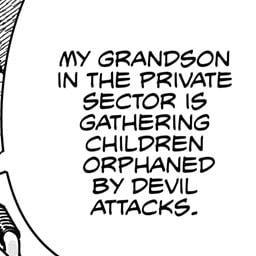 MY GRANDSON
IN THE PRIVATE
SECTOR IS
GATHERING
CHILDREN
ORPHANED
BY DEVIL
ATTACKS.